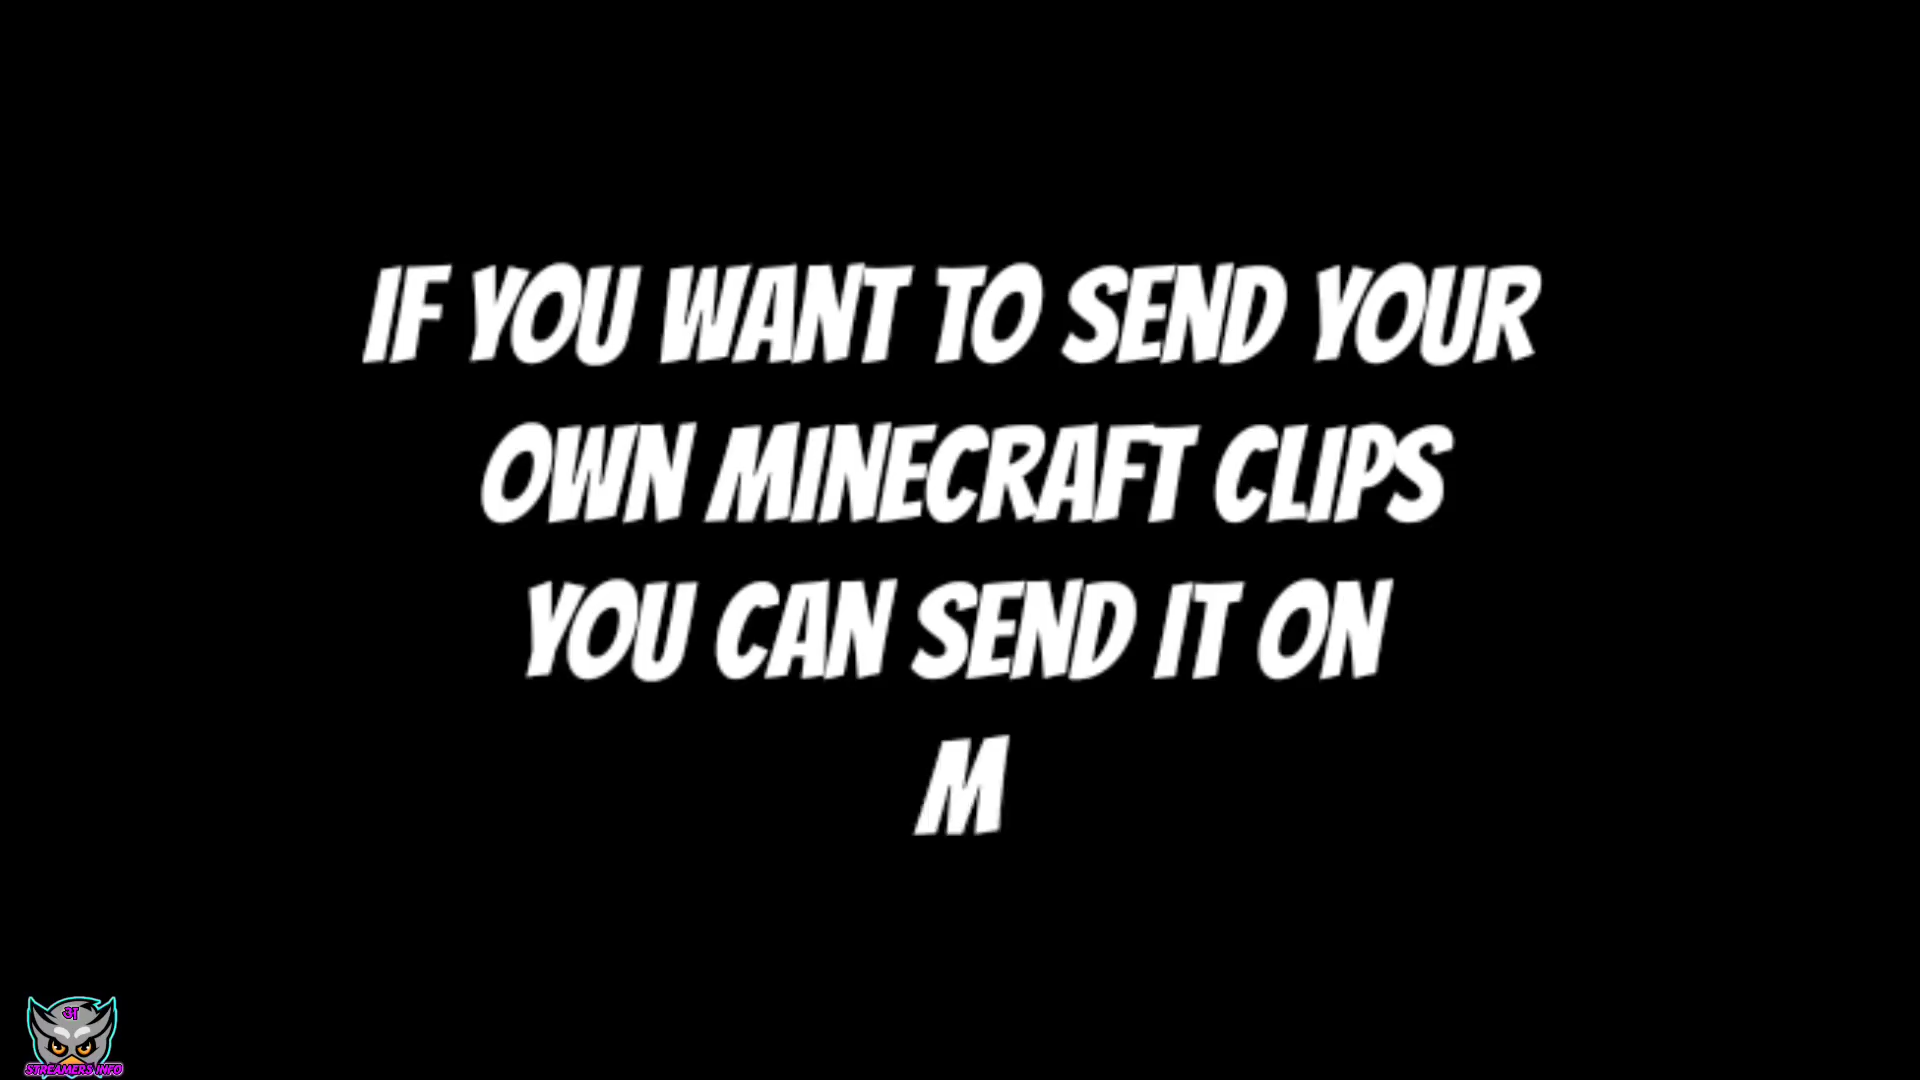 IF YOU WANT TO SEND YOUR
OWN MINECRAFT CLIPS
YOU CAN SEND IT ON
M
अ
STREAMERS INFO